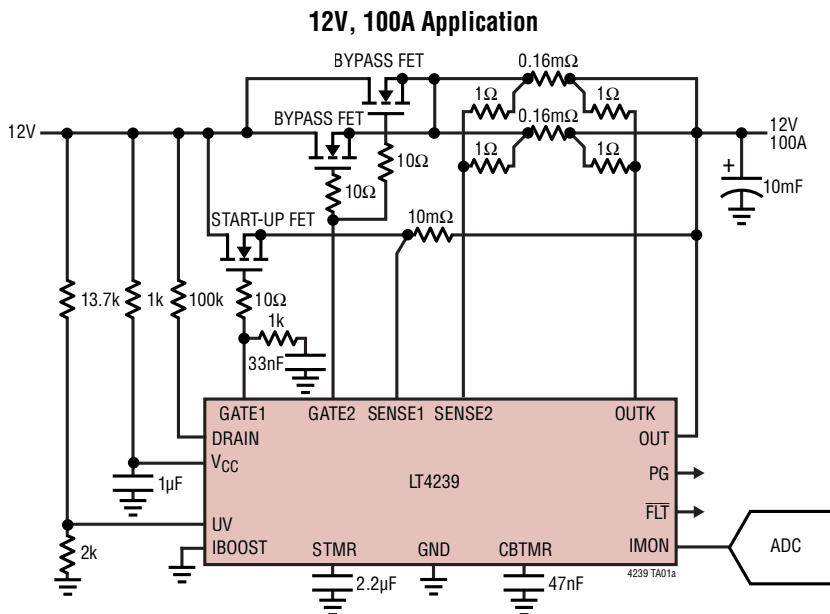 12V, 100A Application
BYPASS FET
0.16mΩ
1Ω
1Ω
BYPASS FET
0.16mΩ
12V
12V
100A
1Ω
1Ω
10Ω
+
10mF
10Ω
START-UP FET
10mΩ
13.7k
1k
100k
10Ω
1k
33nF
GATE1
GATE2
SENSE1
SENSE2
OUTK
DRAIN
OUT
VCC
1µF
LT4239
PG
UV
FLT
2k
IBOOST
STMR
GND
CBTMR
IMON
ADC
4239 TA01a
2.2µF
47nF